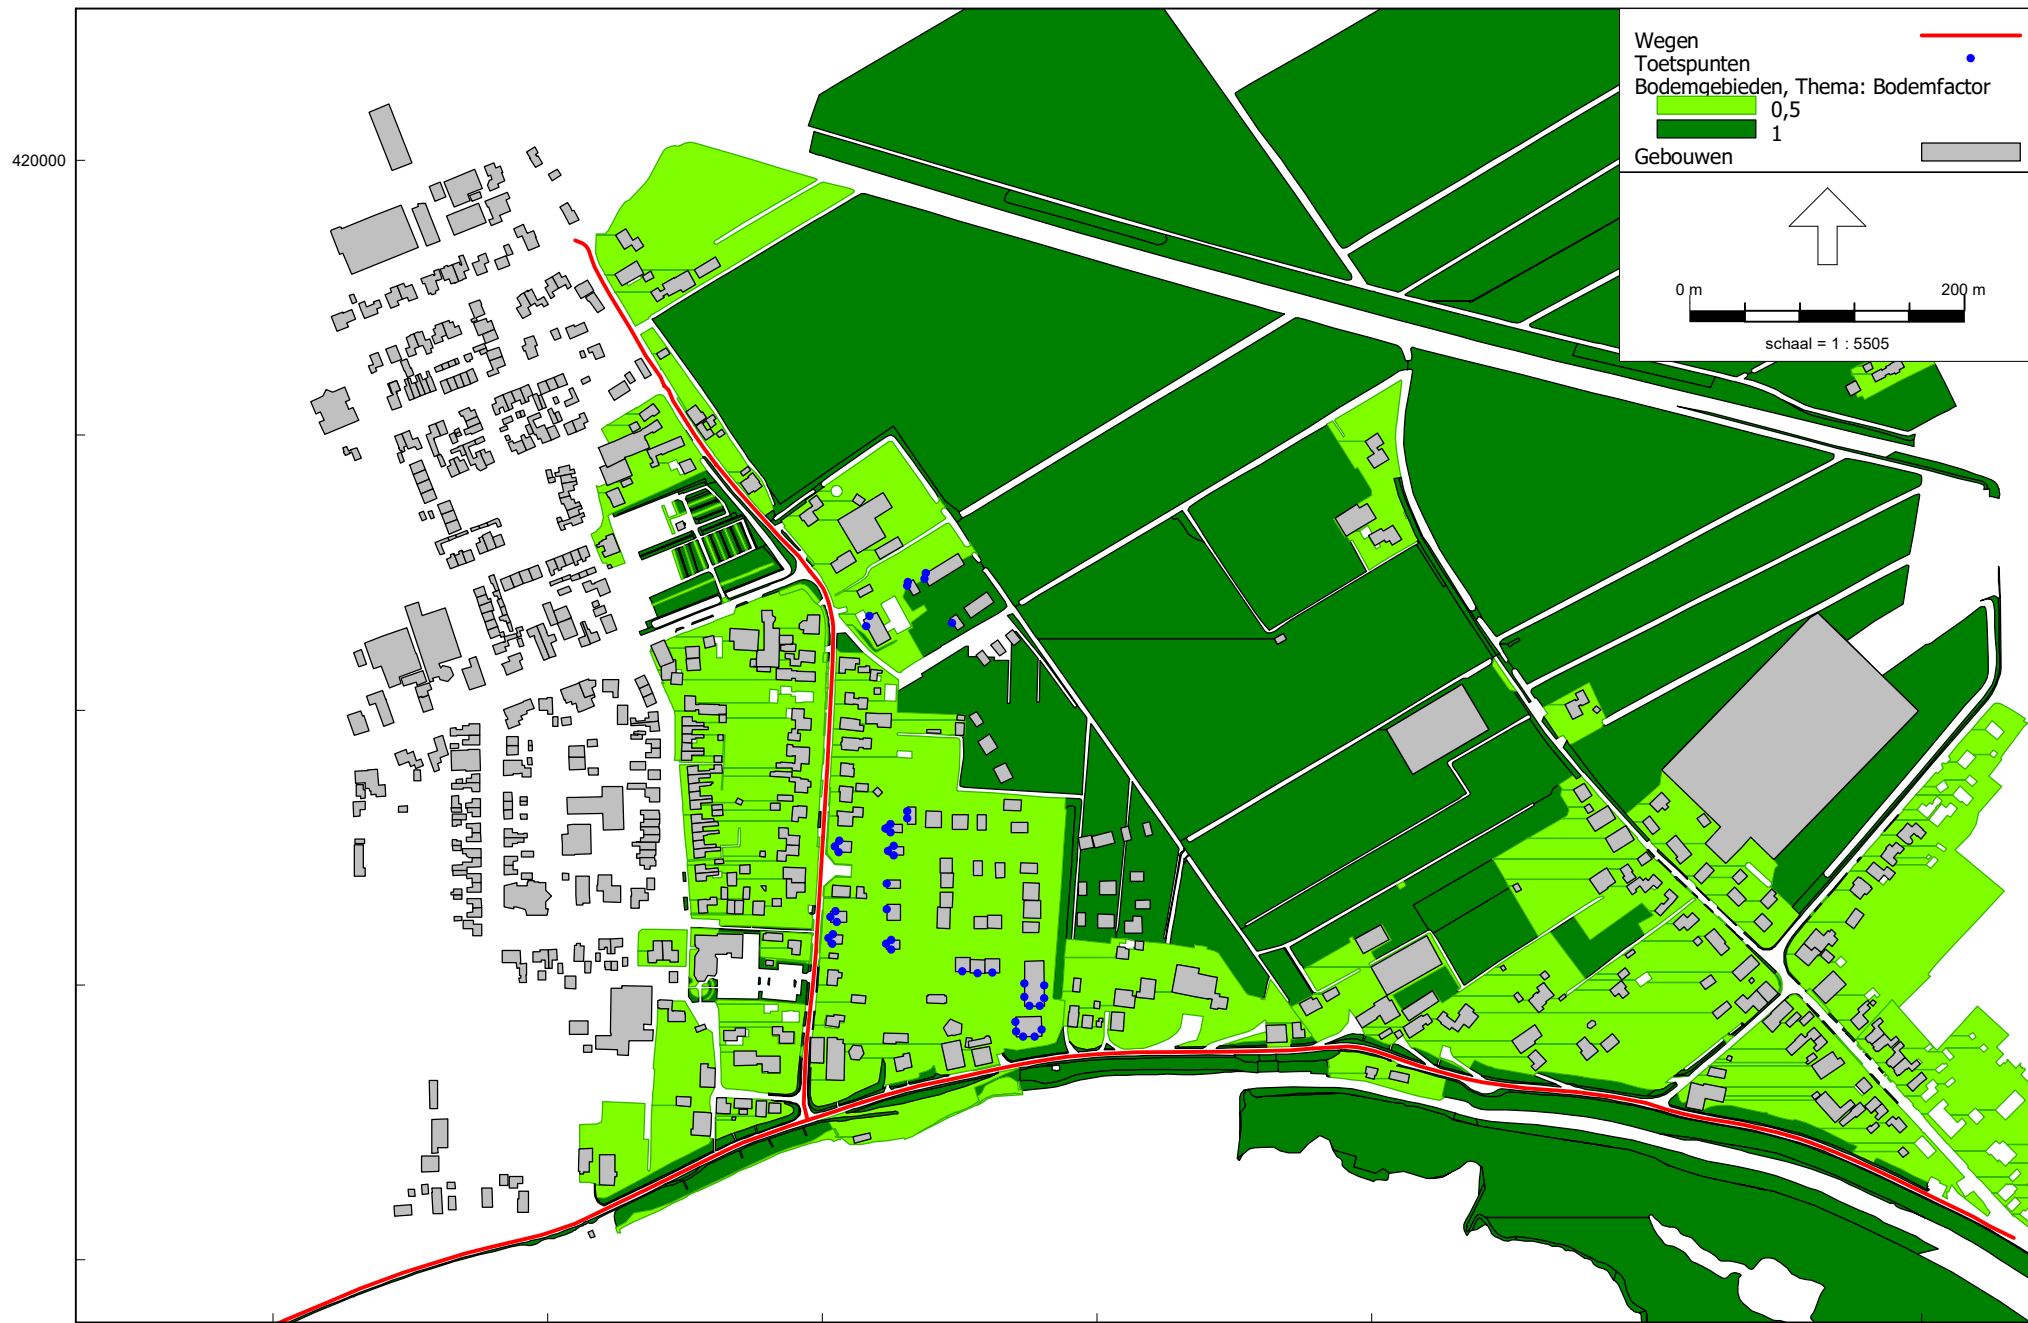 Wegen
Toetspunten
Bodemgebieden, Thema: Bodemfactor
0,5
1
Gebouwen
420000
0 m 200 m
schaal = 1 : 5505